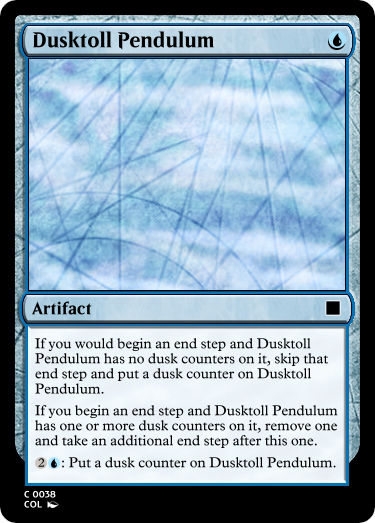 Dusktoll Pendulum
Artifact
If you would begin an end step and Dusktoll
Pendulum has no dusk counters on it, skip that
end step and put a dusk counter on Dusktoll
Pendulum.
If you begin an end step and Dusktoll Pendulum
has one or more dusk counters on it, remove one
and take an additional end step after this one.
2: Put a dusk counter on Dusktoll Pendulum.
C 0038
COL